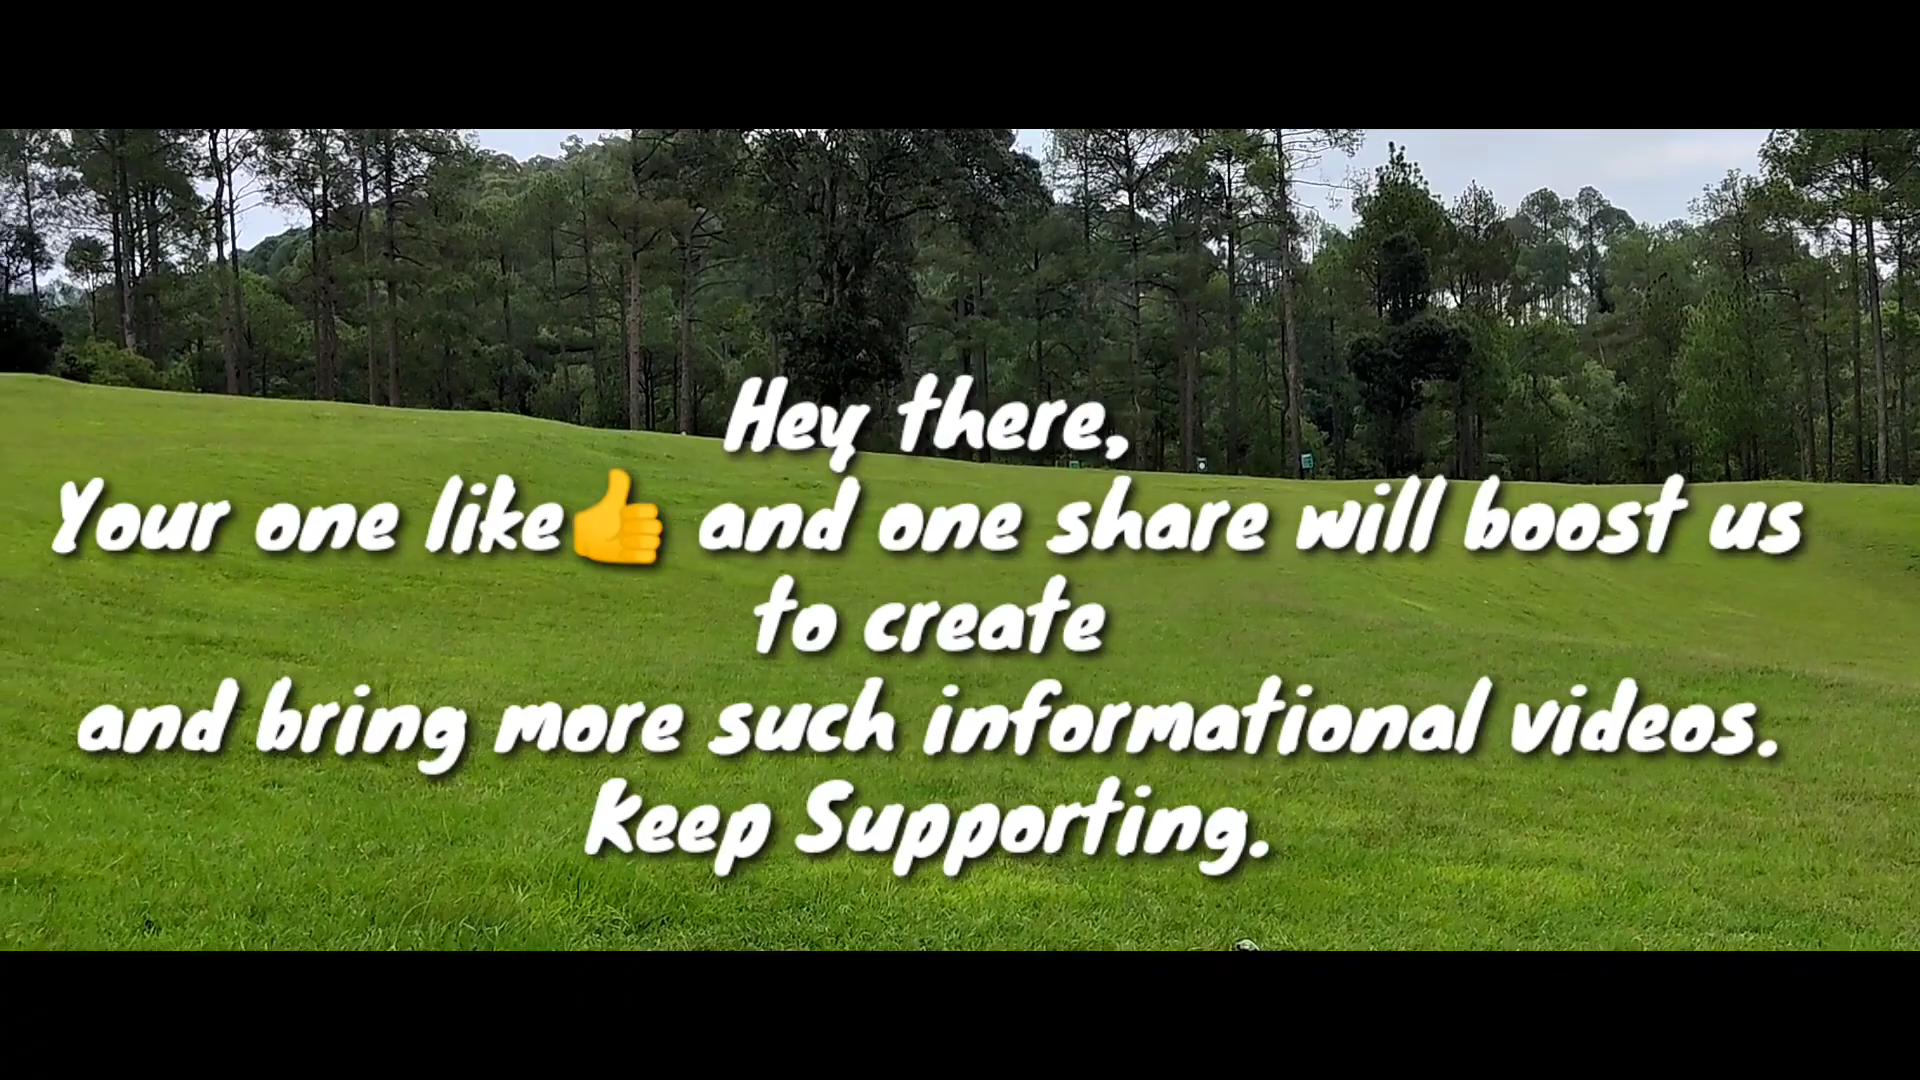 Hey there,
Your one like👍 and one share will boost us
to create
and bring more such informational videos.
Keep Supporting.